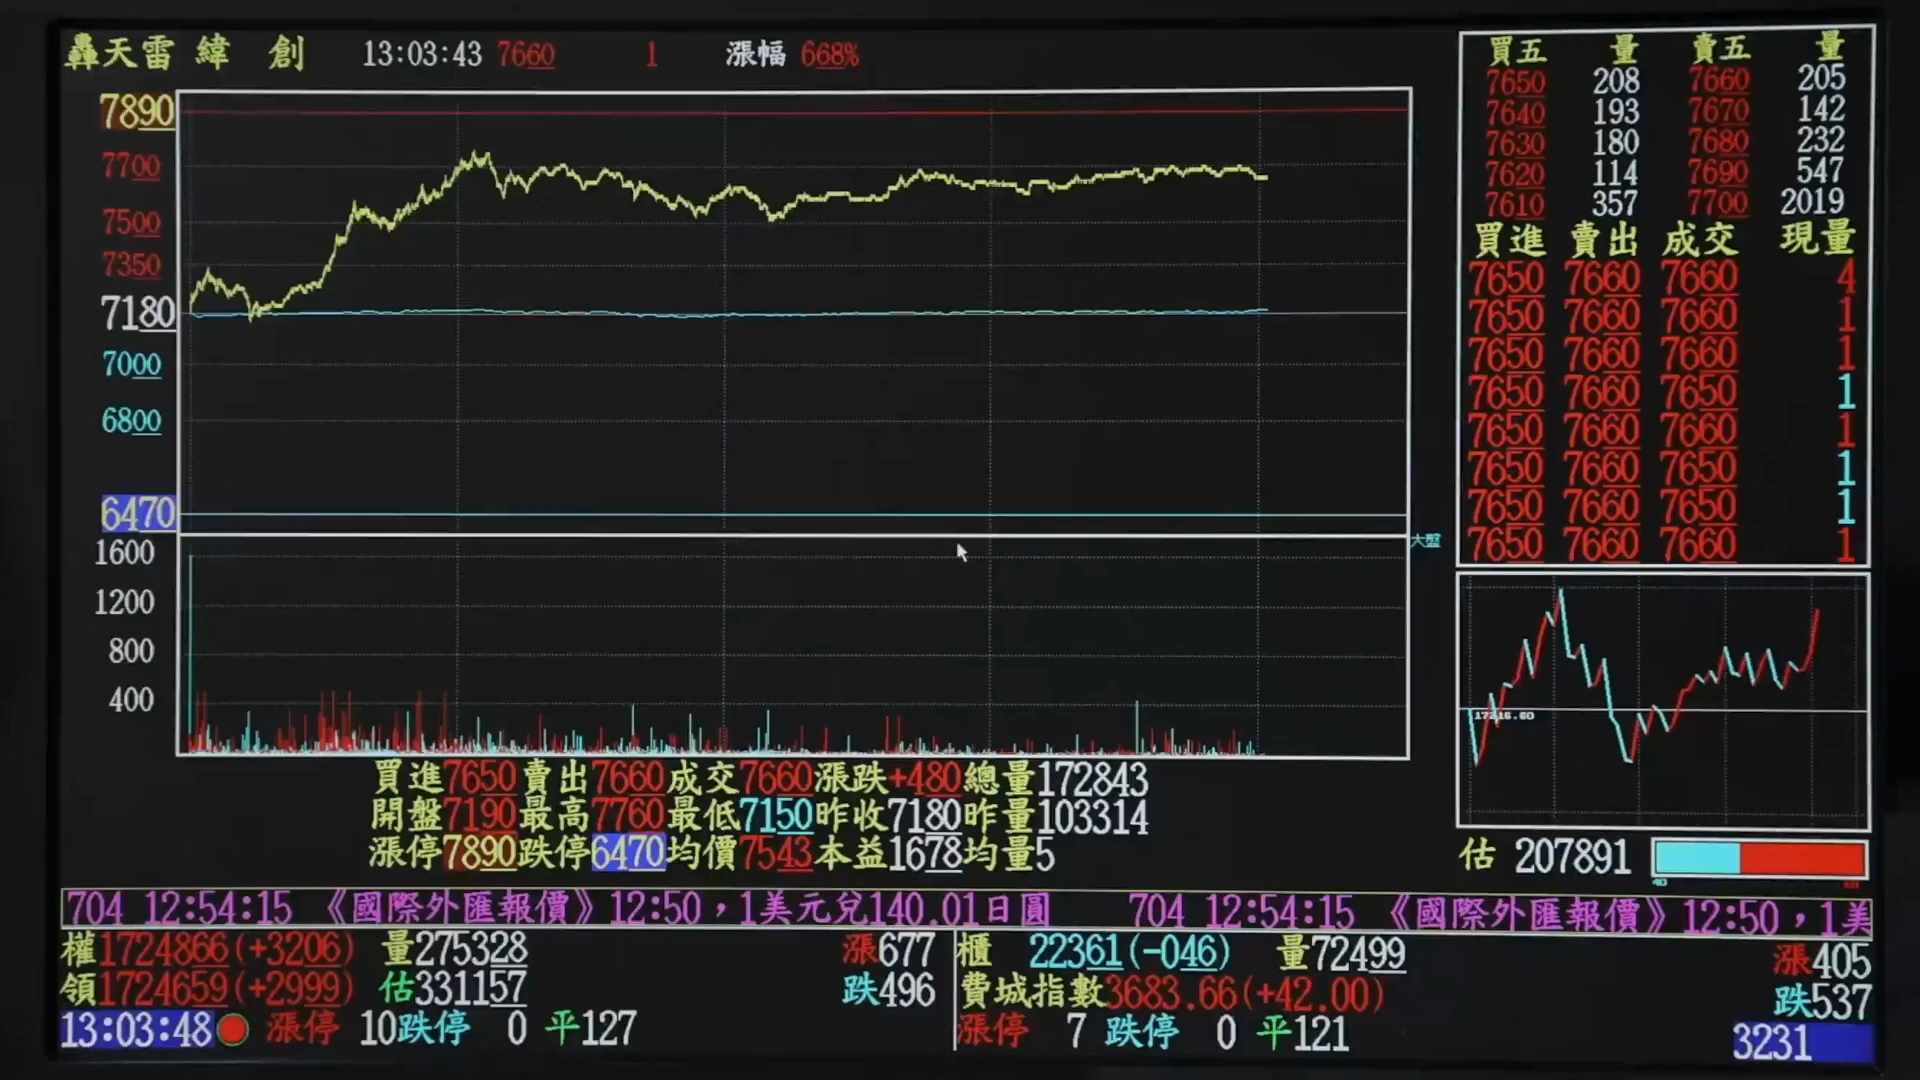 轟天雷 緯 創 13:03:43 7660 1 漲幅 668%
7890
7700
7500
7350
7180
7000
6800
6470
1600
1200
800
400
大盤
買五 量 賣五 量
7650 208 7660 205
7640 193 7670 142
7630 180 7680 232
7620 114 7690 547
7610 357 7700 2019
買進 賣出 成交 現量
7650 7660 7660 4
7650 7660 7660 1
7650 7660 7660 1
7650 7660 7650 1
7650 7660 7660 1
7650 7660 7650 1
7650 7660 7650 1
7650 7660 7660 1
17216.60
估 207891
40
買進7650賣出7660成交7660漲跌+480總量172843
開盤7190最高7760最低7150昨收7180昨量103314
漲停7890跌停6470均價7543本益1678均量5
704 12:54:15 《國際外匯報價》12:50，1美元兌140.01日圓 704 12:54:15 《國際外匯報價》12:50，1美
權1724866(+3206) 量275328 漲677
領1724659(+2999) 估331157 跌496
13:03:48 漲停 10跌停 0 平127
櫃 22361(-046) 量72499 漲405
費城指數3683.66(+42.00) 跌537
漲停 7 跌停 0 平121 3231